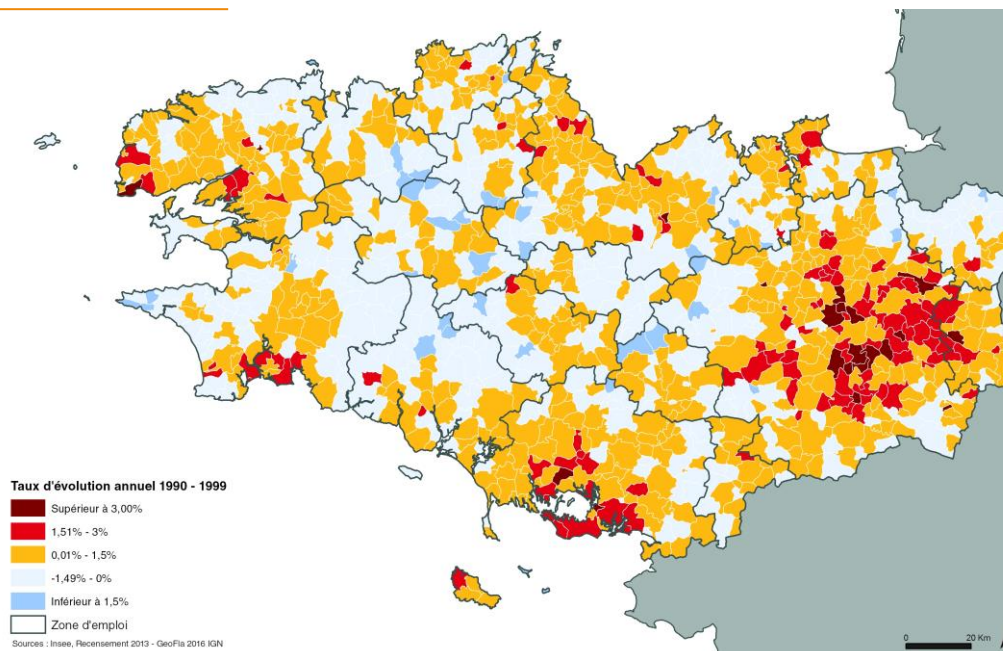 Taux d'évolution annuel 1990 - 1999
Supérieur à 3,00%
1,51% - 3%
0,01% - 1,5%
-1,49% - 0%
Inférieur à 1,5%
Zone d'emploi
Sources : Insee, Recensement 2013 - GeoFla 2016 IGN
0 20 Km